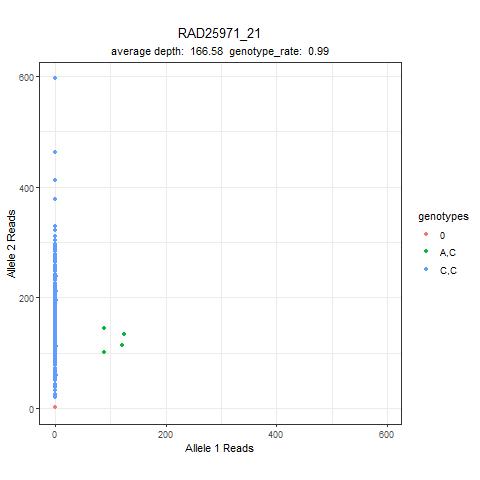 RAD25971_21
average depth:  166.58  genotype_rate:  0.99
600
400
200
0
Allele 2 Reads
0 200 400 600
Allele 1 Reads
genotypes
0
A,C
C,C